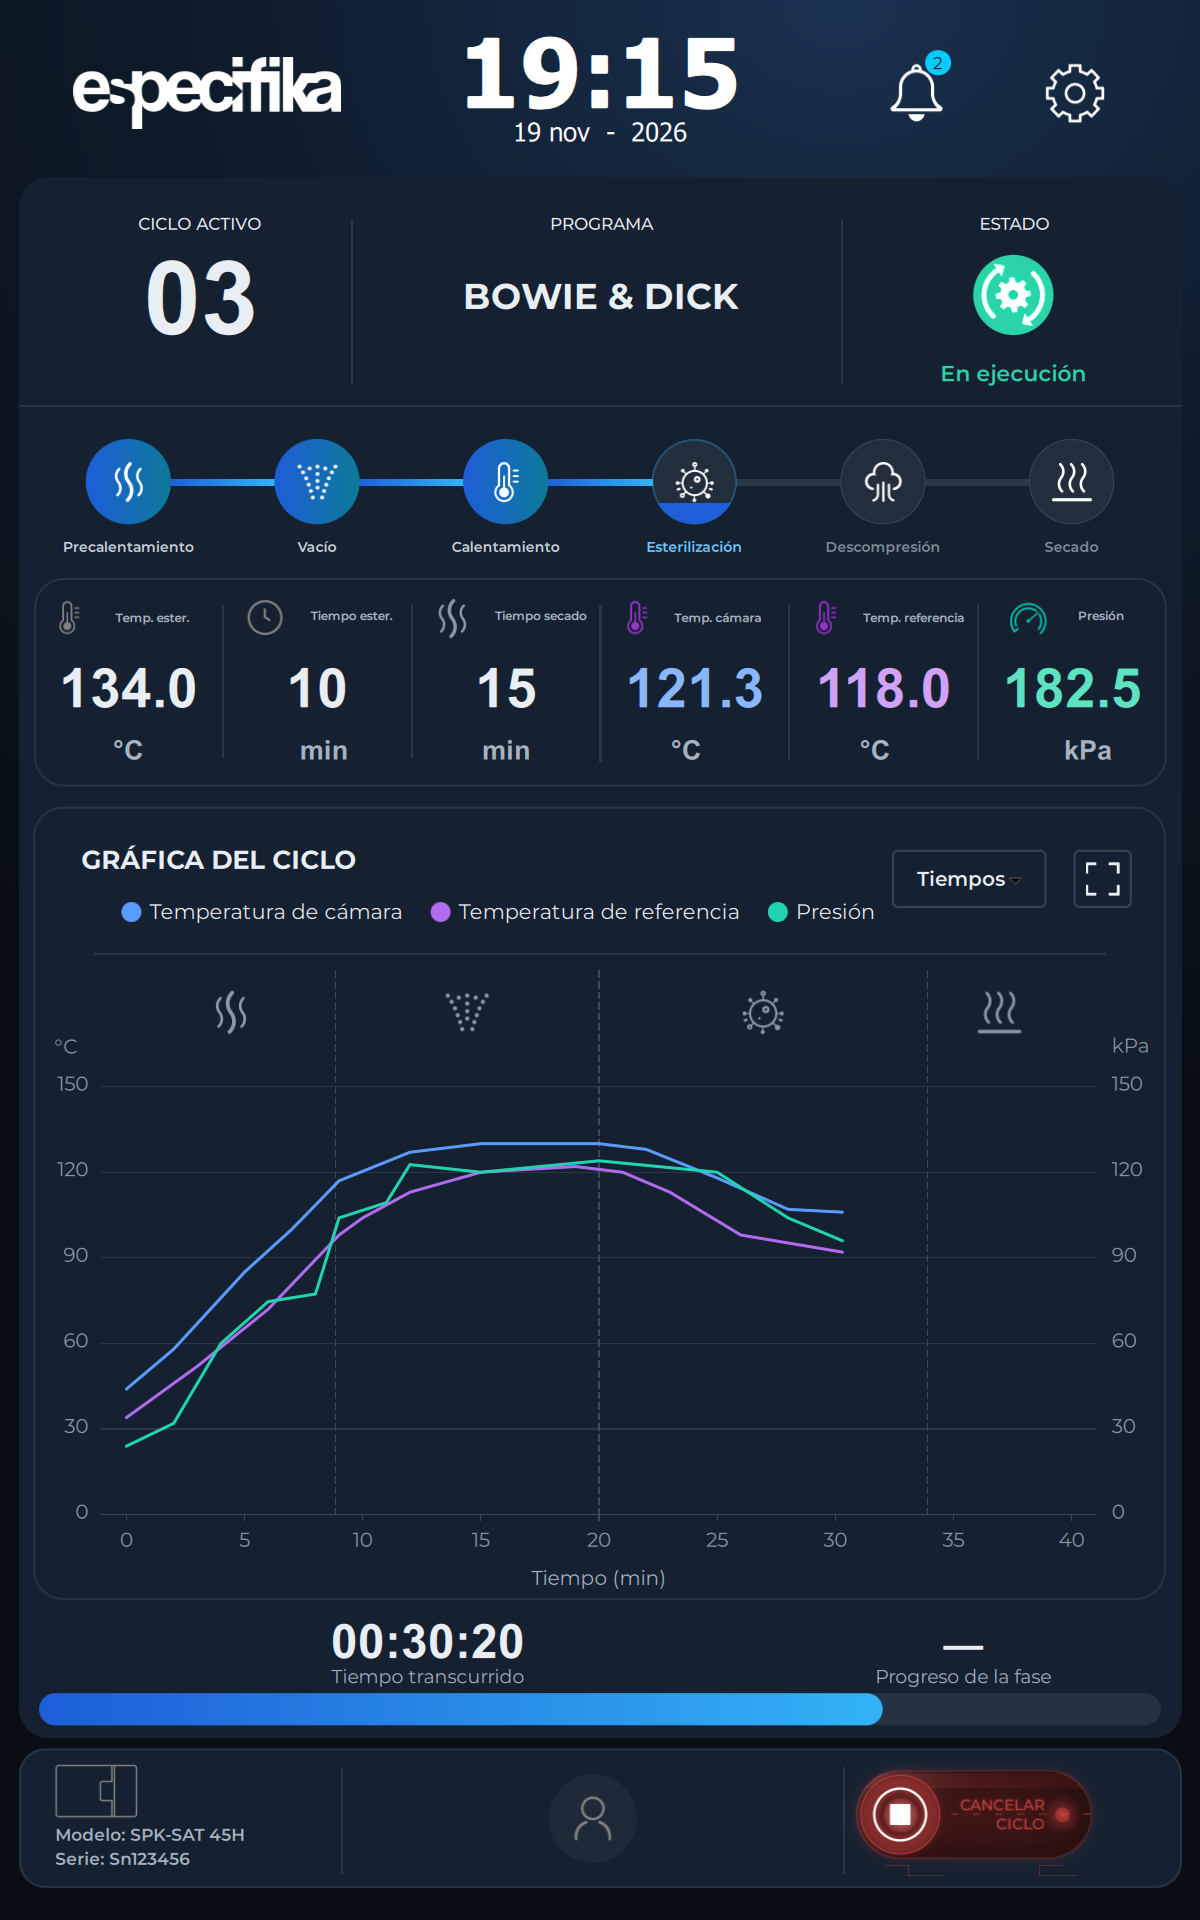 especifika
19:15
19 nov - 2026
2
CICLO ACTIVO
PROGRAMA
ESTADO
03
BOWIE & DICK
En ejecución
Precalentamiento
Vacío
Calentamiento
Esterilización
Descompresión
Secado
Temp. ester.
Tiempo ester.
Tiempo secado
Temp. cámara
Temp. referencia
Presión
134.0
10
15
121.3
118.0
182.5
°C
min
min
°C
°C
kPa
GRÁFICA DEL CICLO
Tiempos
Temperatura de cámara
Temperatura de referencia
Presión
°C
kPa
150
150
120
120
90
90
60
60
30
30
0
0
0 5 10 15 20 25 30 35 40
Tiempo (min)
00:30:20
—
Tiempo transcurrido
Progreso de la fase
Modelo: SPK-SAT 45H
Serie: Sn123456
CANCELAR
CICLO